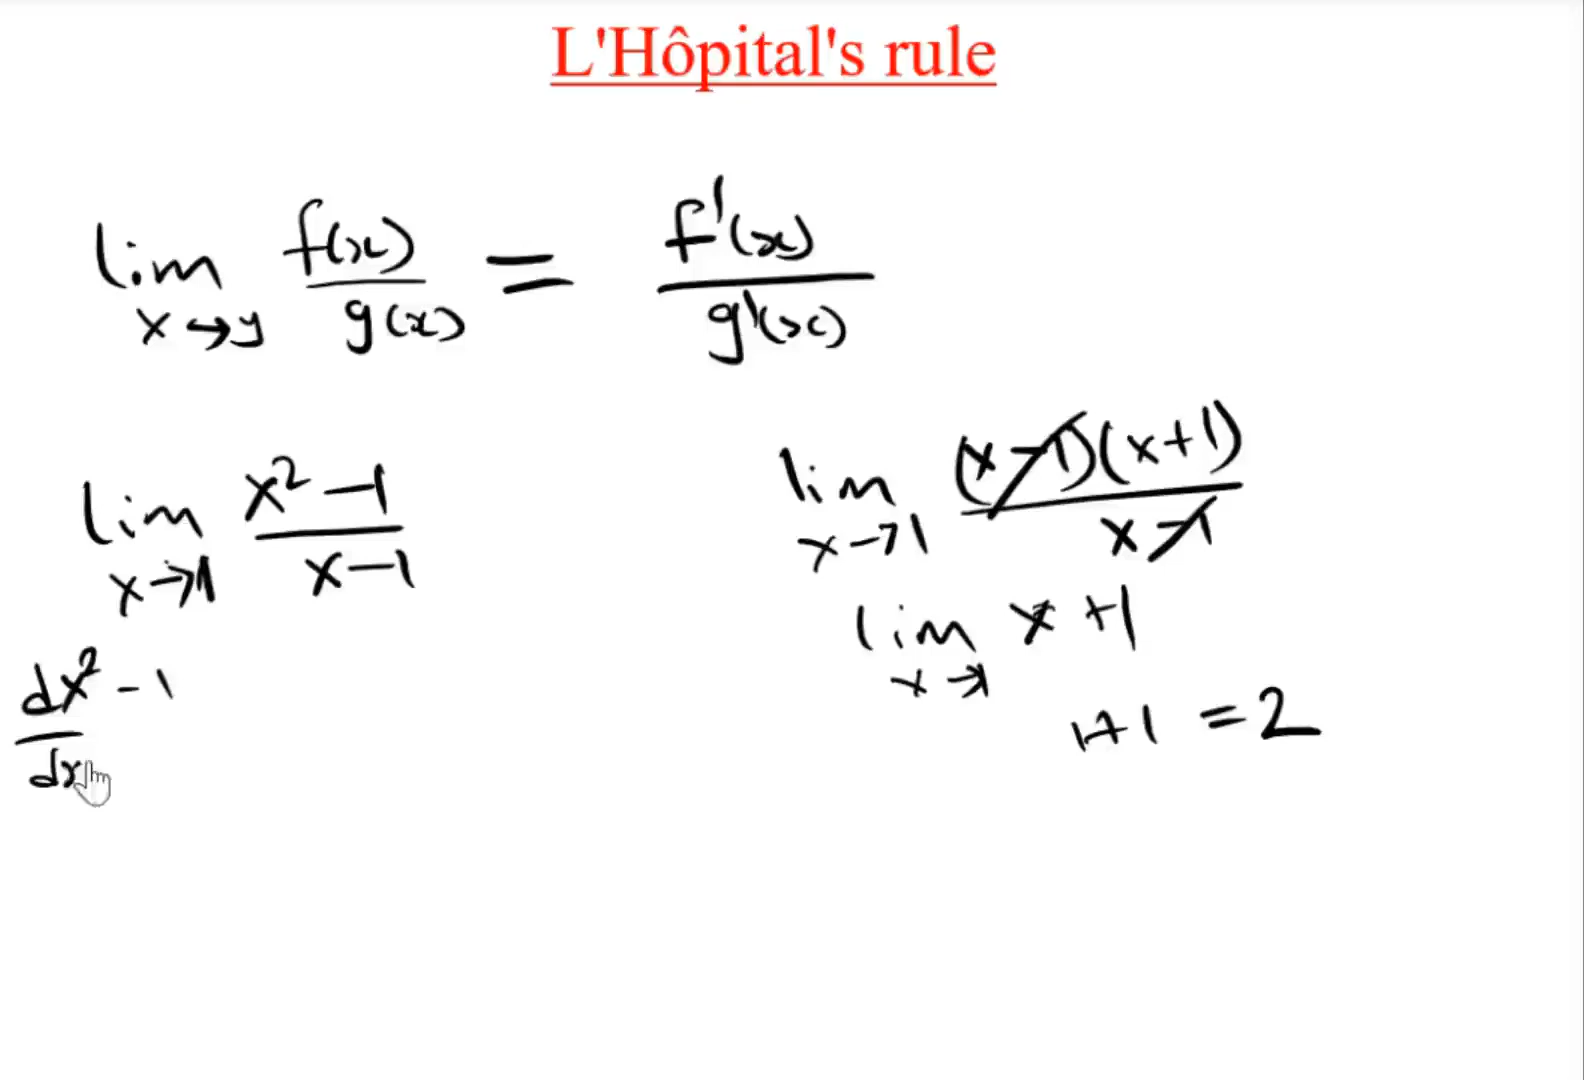 L'Hôpital's rule
lim x→y f(x)/g(x) = f'(x)/g'(x)
lim x→1 x² -1 / x-1
dx² - 1
dx
lim x→1 (x-1)(x+1) / x-1
lim x→1 x +1
1+1 = 2